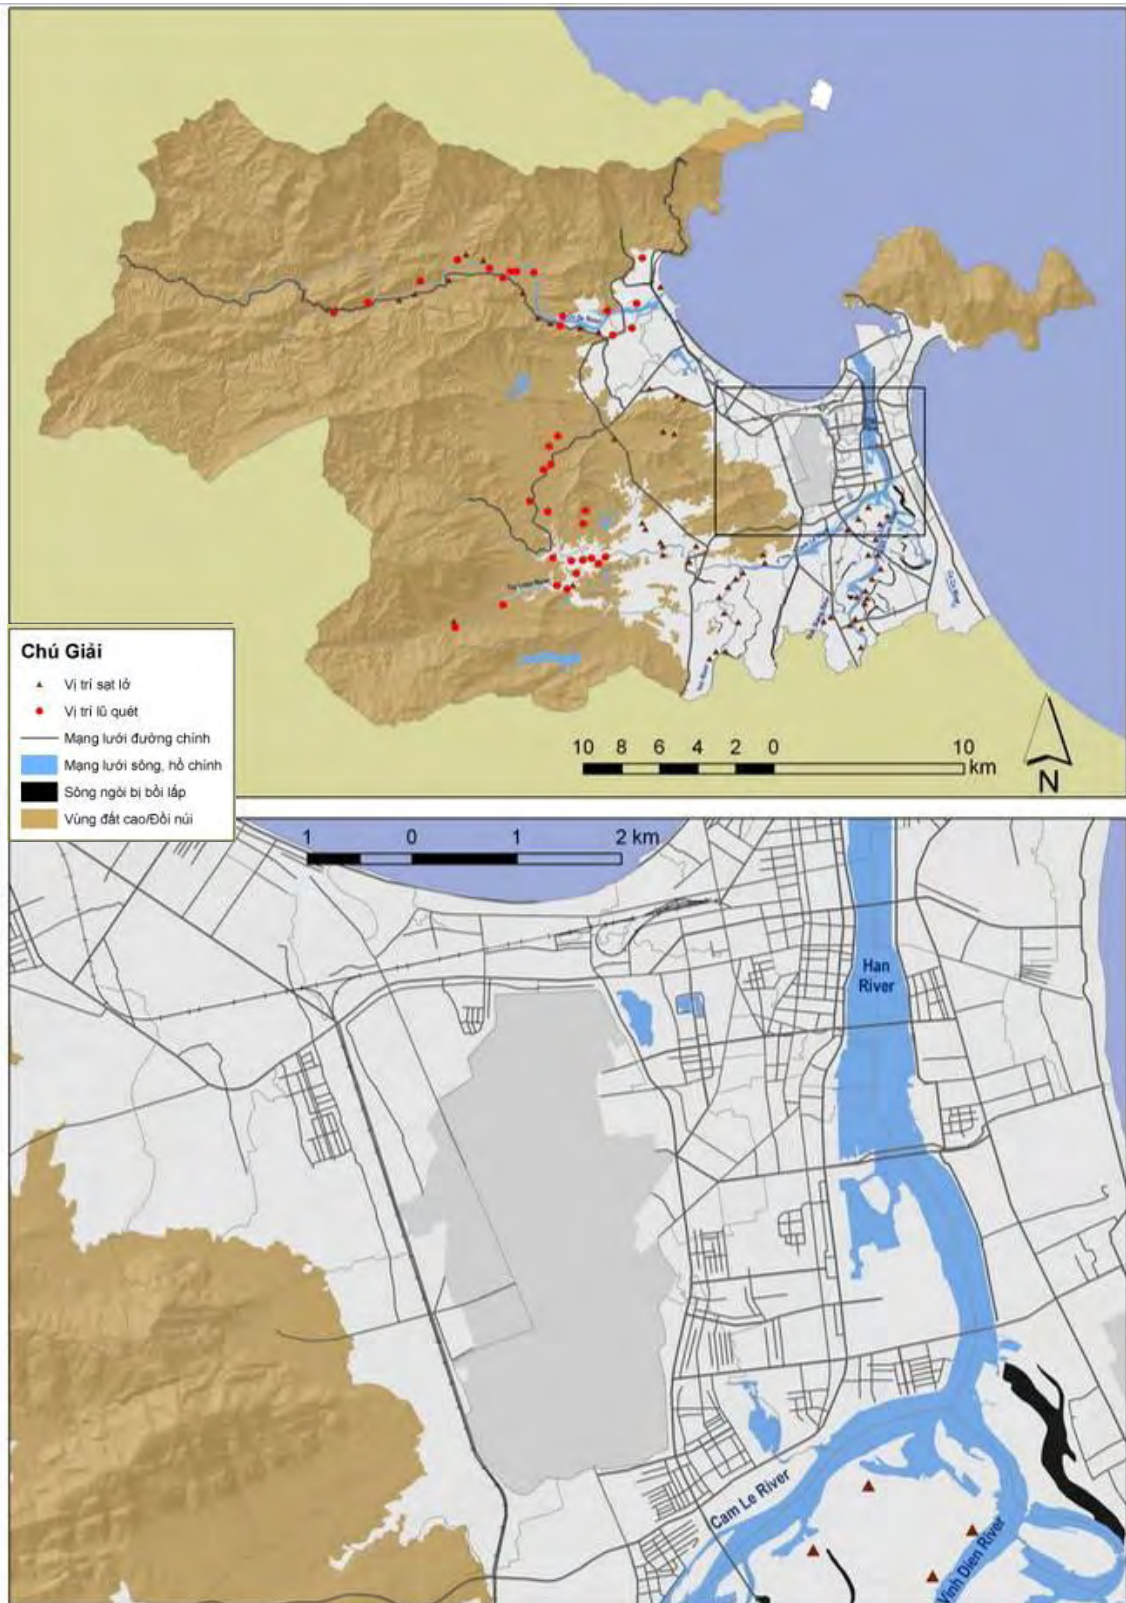 Chú Giải
Vị trí sạt lở
Vị trí lũ quét
Mạng lưới đường chính
Mạng lưới sông, hồ chính
Sông ngòi bị bồi lấp
Vùng đất cao/Đồi núi
10 8 6 4 2 0 10
km
N
1 0 1 2 km
Han
River
Cam Le River
Vinh Dien River